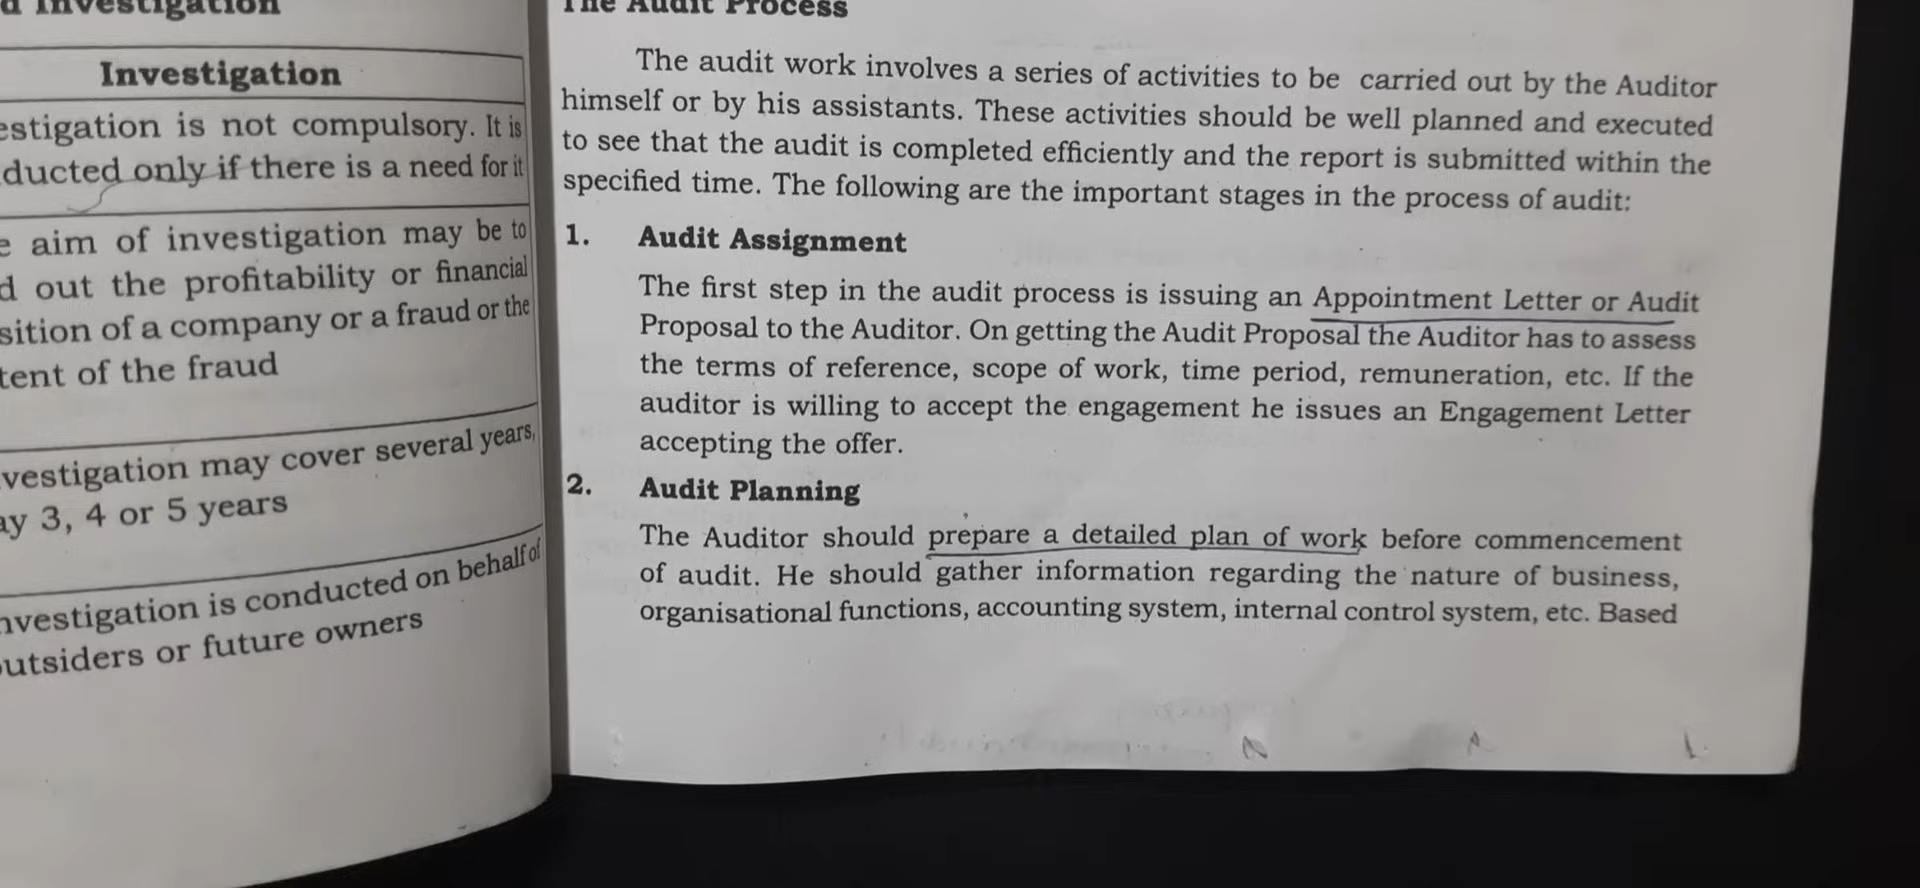 Investigation
Investigation
estigation is not compulsory. It is
ducted only if there is a need for it
aim of investigation may be to
out the profitability or financial
sition of a company or a fraud or the
tent of the fraud
vestigation may cover several years,
ay 3, 4 or 5 years
nvestigation is conducted on behalf of
utsiders or future owners
The Audit Process
The audit work involves a series of activities to be carried out by the Auditor
himself or by his assistants. These activities should be well planned and executed
to see that the audit is completed efficiently and the report is submitted within the
specified time. The following are the important stages in the process of audit:
1. Audit Assignment
The first step in the audit process is issuing an Appointment Letter or Audit
Proposal to the Auditor. On getting the Audit Proposal the Auditor has to assess
the terms of reference, scope of work, time period, remuneration, etc. If the
auditor is willing to accept the engagement he issues an Engagement Letter
accepting the offer.
2. Audit Planning
The Auditor should prepare a detailed plan of work before commencement
of audit. He should gather information regarding the nature of business,
organisational functions, accounting system, internal control system, etc. Based